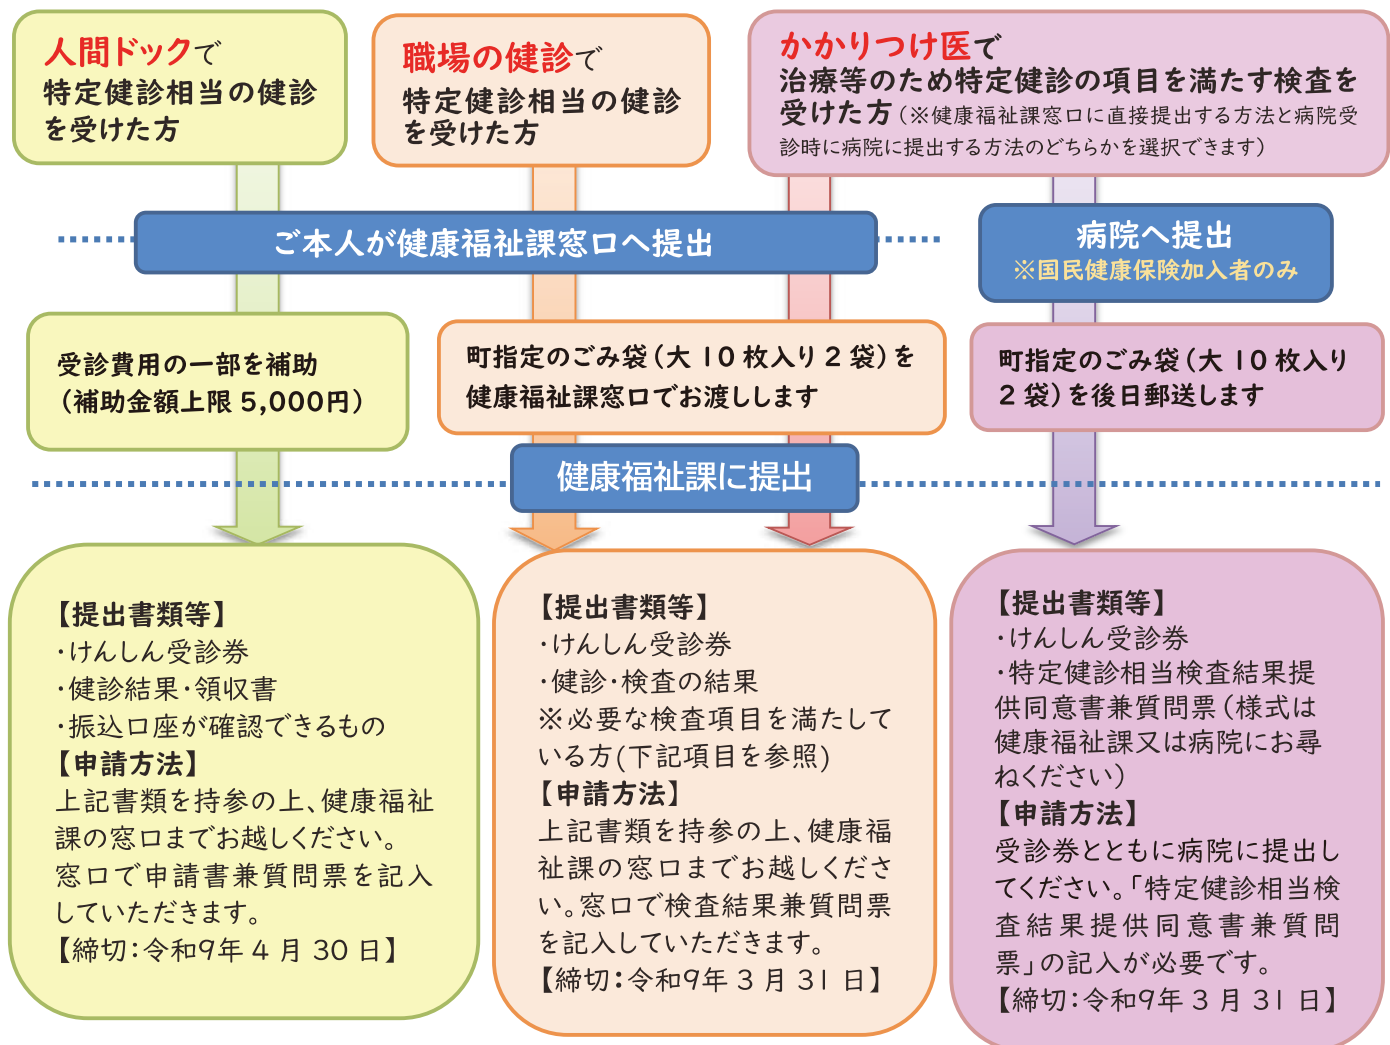 人間ドックで
特定健診相当の健診
を受けた方
職場の健診で
特定健診相当の健診
を受けた方
かかりつけ医で
治療等のため特定健診の項目を満たす検査を
受けた方（※健康福祉課窓口に直接提出する方法と病院受
診時に病院に提出する方法のどちらかを選択できます）
ご本人が健康福祉課窓口へ提出
病院へ提出
※国民健康保険加入者のみ
受診費用の一部を補助
（補助金額上限 5,000円）
町指定のごみ袋（大 10 枚入り 2 袋）を
健康福祉課窓口でお渡しします
町指定のごみ袋（大 10 枚入り
2 袋）を後日郵送します
健康福祉課に提出
【提出書類等】
・けんしん受診券
・健診結果・領収書
・振込口座が確認できるもの
【申請方法】
上記書類を持参の上、健康福祉
課の窓口までお越しください。
窓口で申請書兼質問票を記入
していただきます。
【締切：令和9年 4 月 30 日】
【提出書類等】
・けんしん受診券
・健診・検査の結果
※必要な検査項目を満たして
いる方(下記項目を参照)
【申請方法】
上記書類を持参の上、健康福
祉課の窓口までお越しくださ
い。窓口で検査結果兼質問票
を記入していただきます。
【締切：令和9年 3 月 31 日】
【提出書類等】
・けんしん受診券
・特定健診相当検査結果提
供同意書兼質問票（様式は
健康福祉課又は病院にお尋
ねください）
【申請方法】
受診券とともに病院に提出し
てください。「特定健診相当検
査結果提供同意書兼質問
票」の記入が必要です。
【締切：令和9年 3 月 31 日】